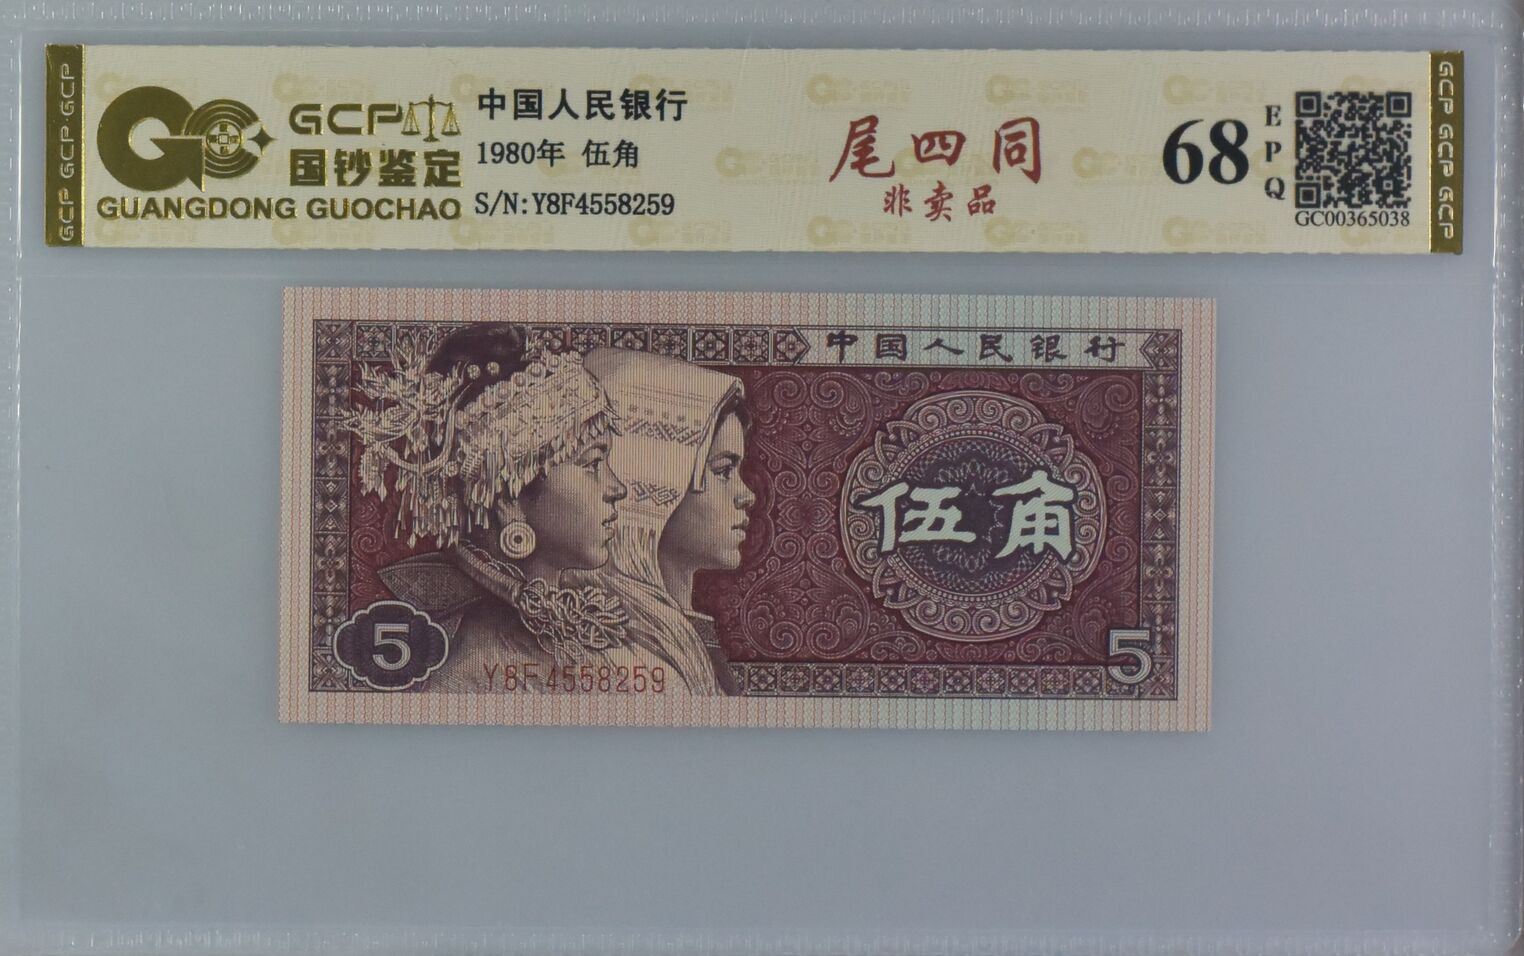 GCP
国钞鉴定
GUANGDONG GUOCHAO
中国人民银行
1980年 伍角
S/N:Y8F4558259
尾四同
非卖品
68
EPQ
GC00365038
GCP GCP·GCP
GCP GCP GCP
中国人民银行
伍角
5
Y8F4558259
5